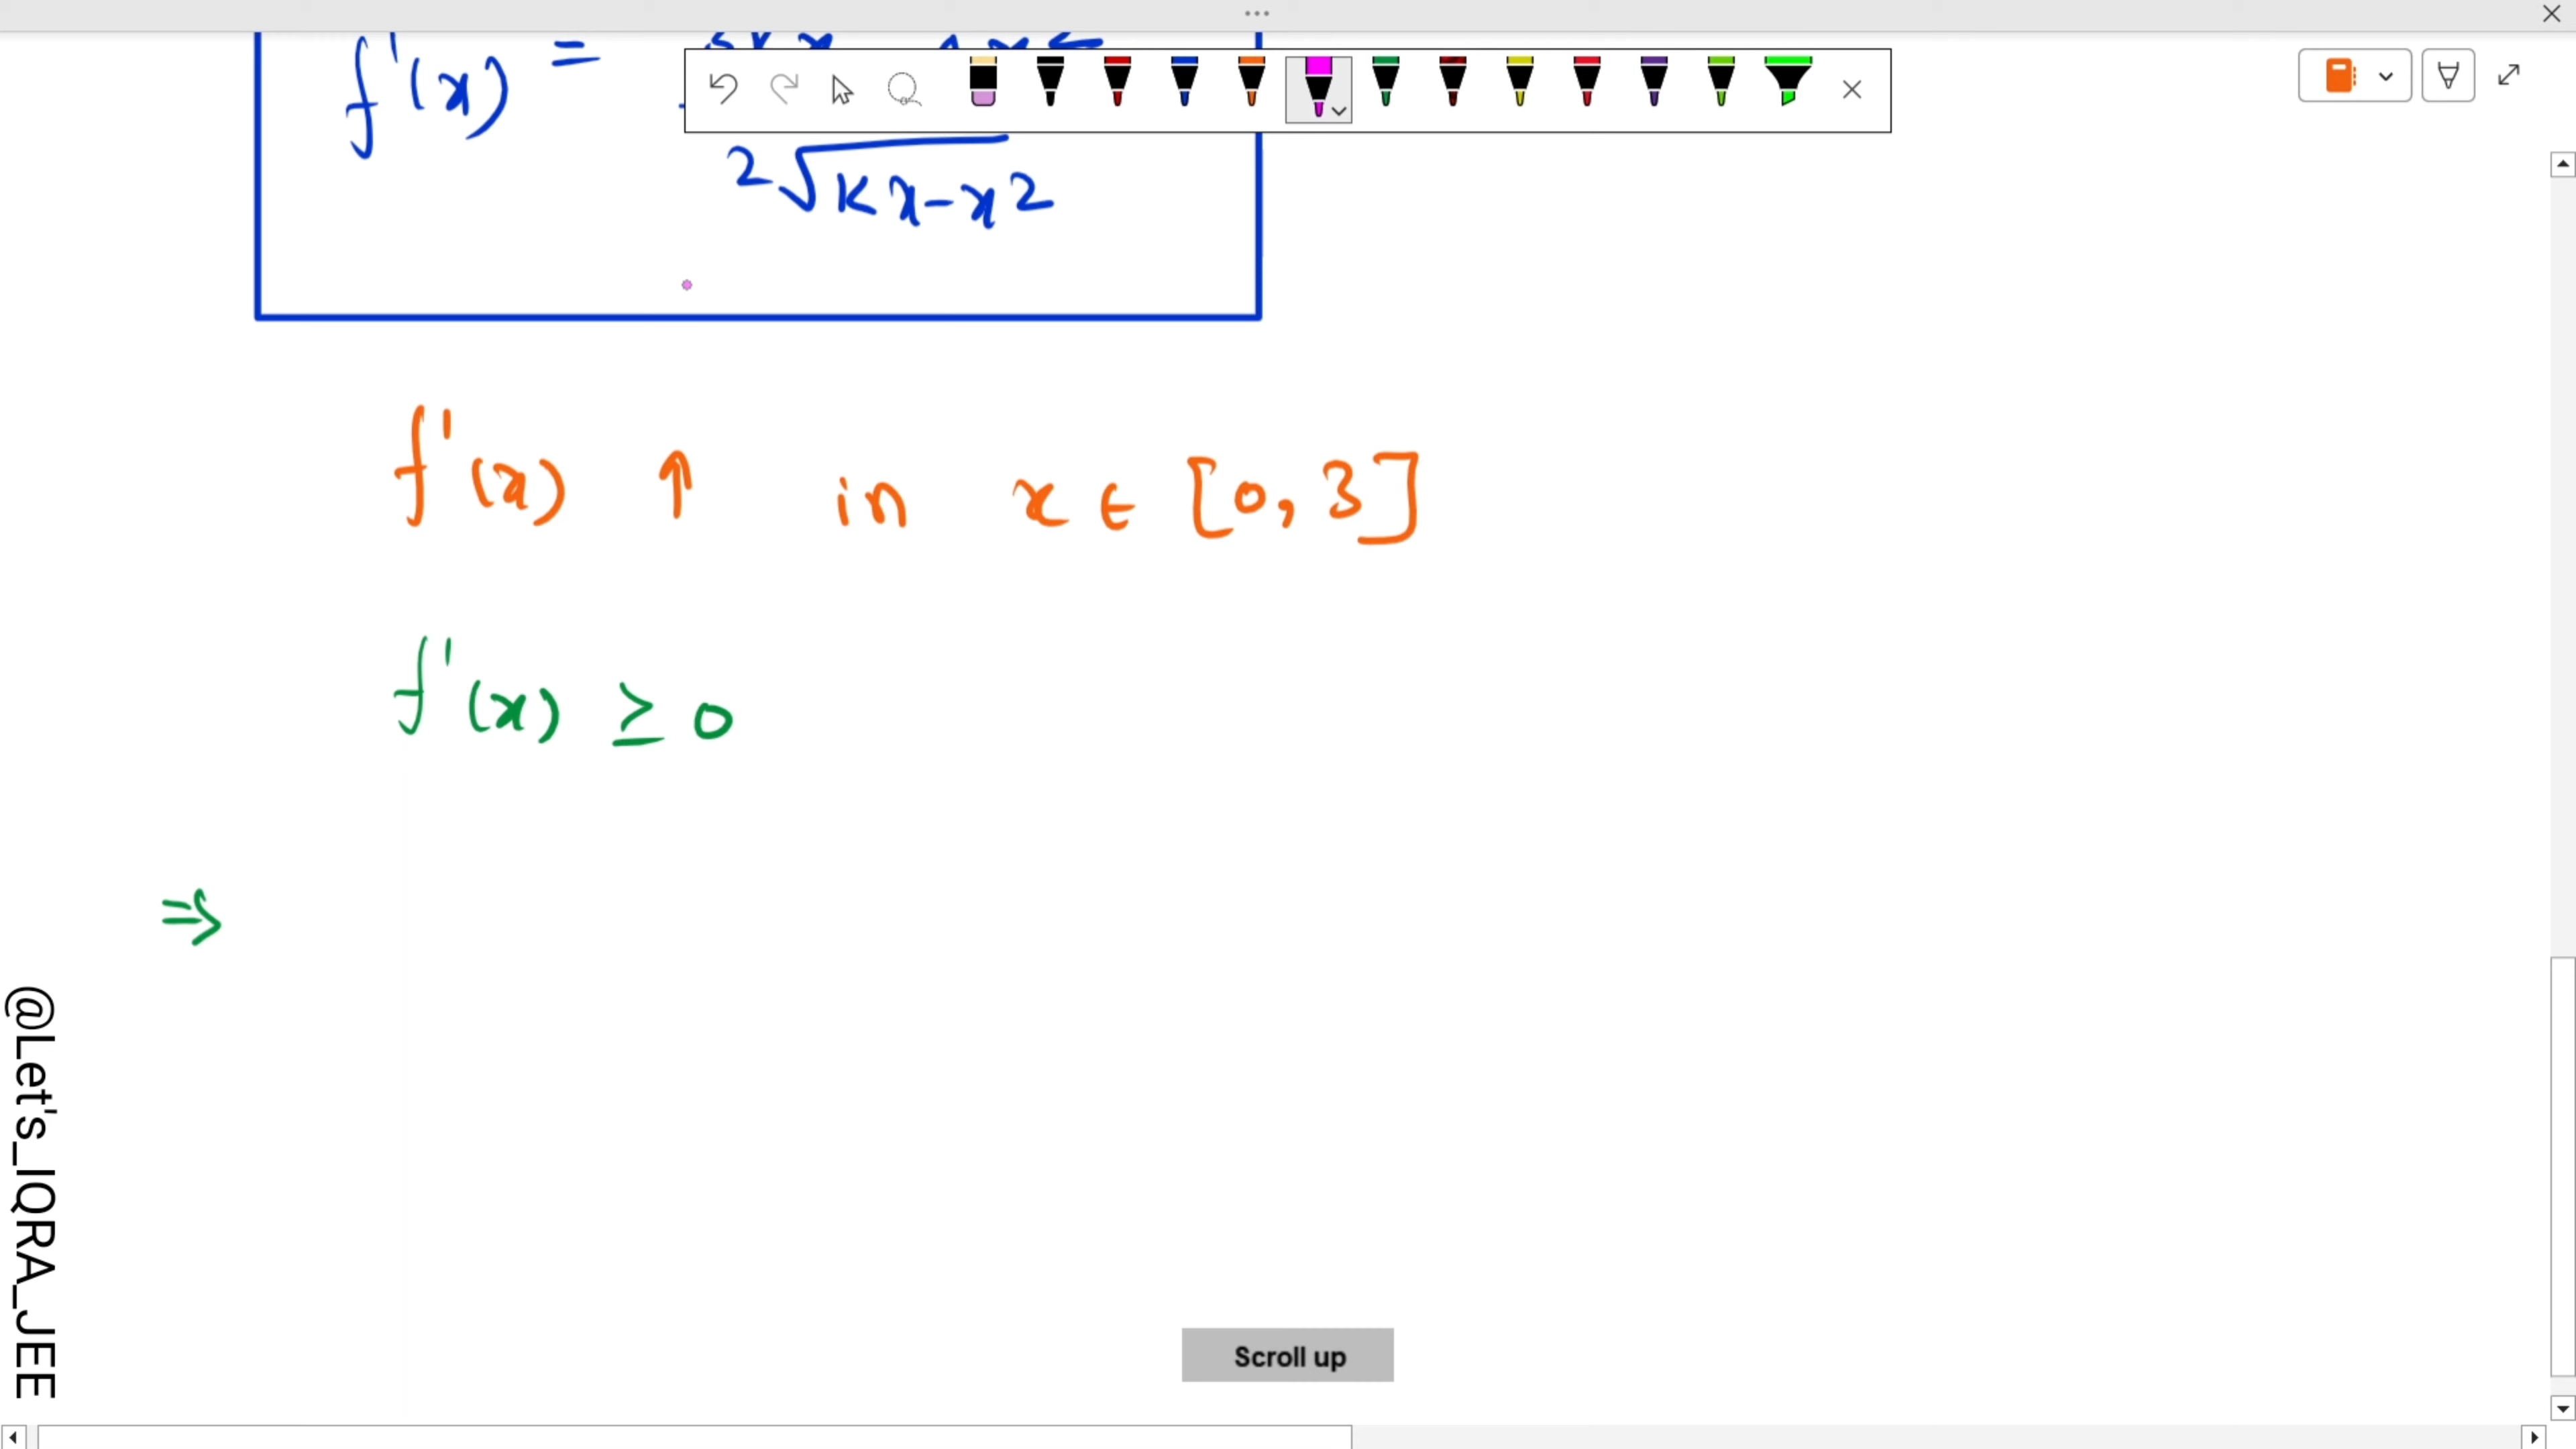 f'(x) =
2√kx-x2
f'(x) ↑ in x ∈ [0,3]
f'(x) ≥ 0
⇒
@Let's_IQRA_JEE
Scroll up